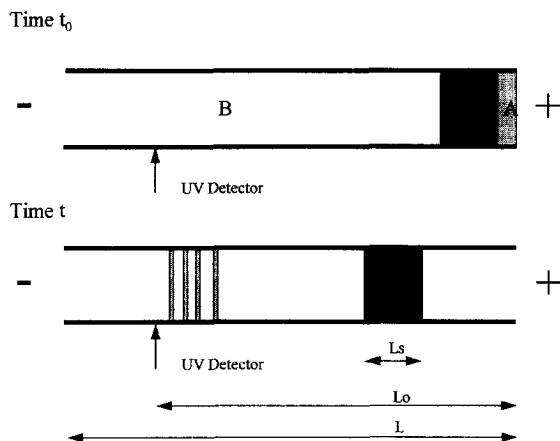 Time t0
- B A +
UV Detector
Time t
- +
Ls
UV Detector
Lo
L